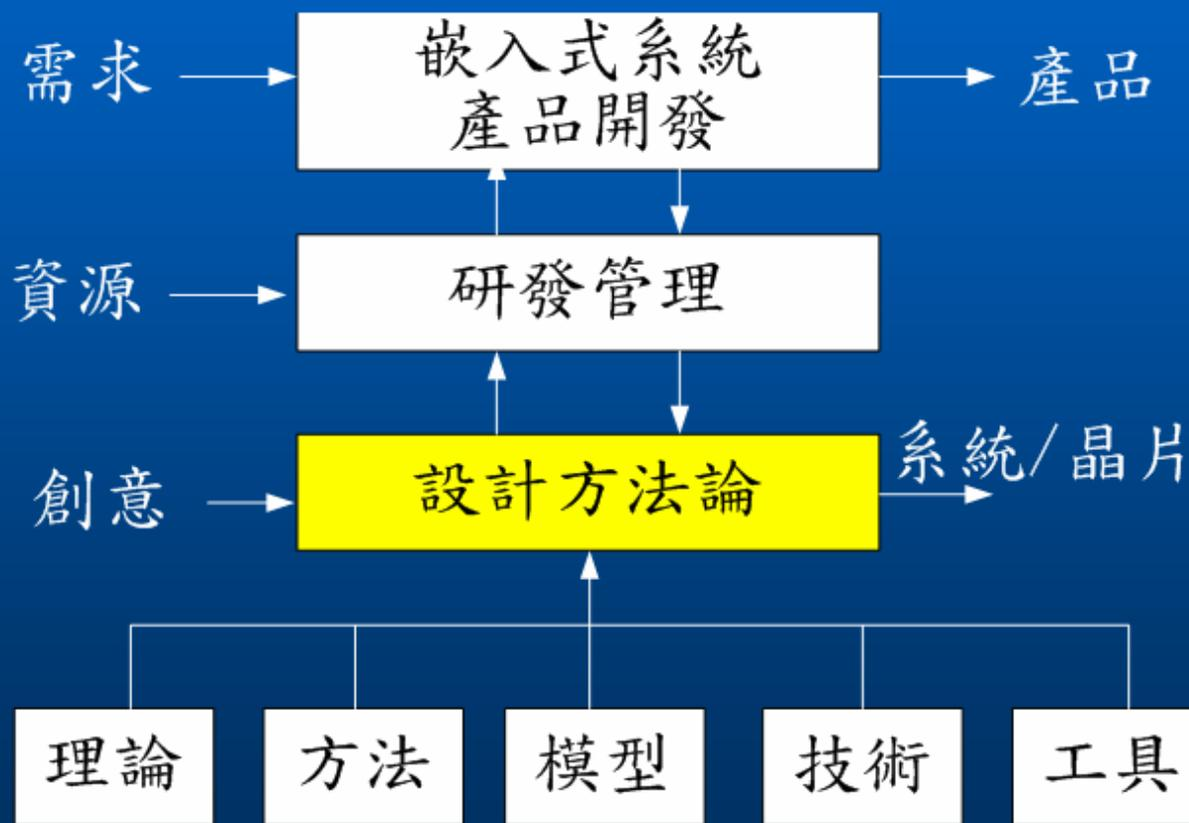 需求
嵌入式系統
產品開發
產品
資源
研發管理
創意
設計方法論
系統/晶片
理論
方法
模型
技術
工具